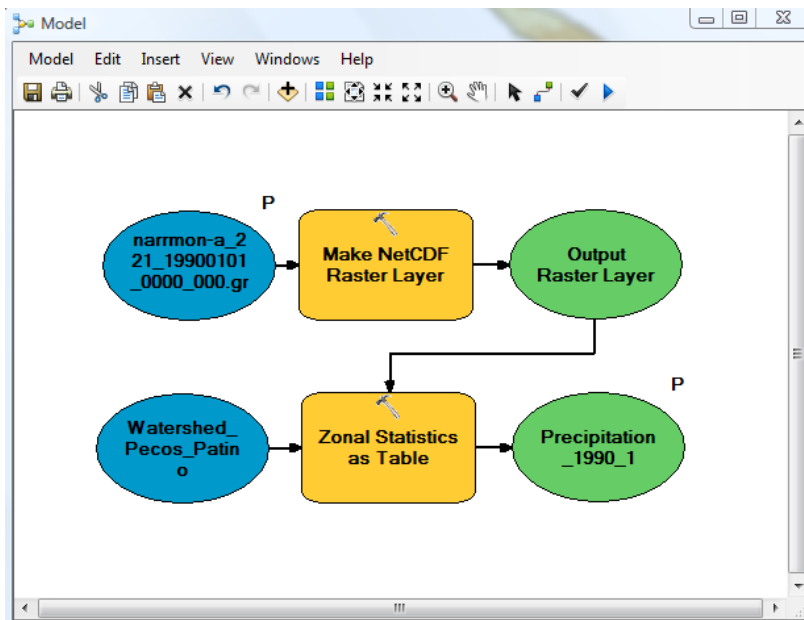 Model
Model Edit Insert View Windows Help
P
narrmon-a_2
21_19900101
_0000_000.gr
Make NetCDF
Raster Layer
Output
Raster Layer
P
Watershed_
Pecos_Patin
o
Zonal Statistics
as Table
Precipitation
_1990_1